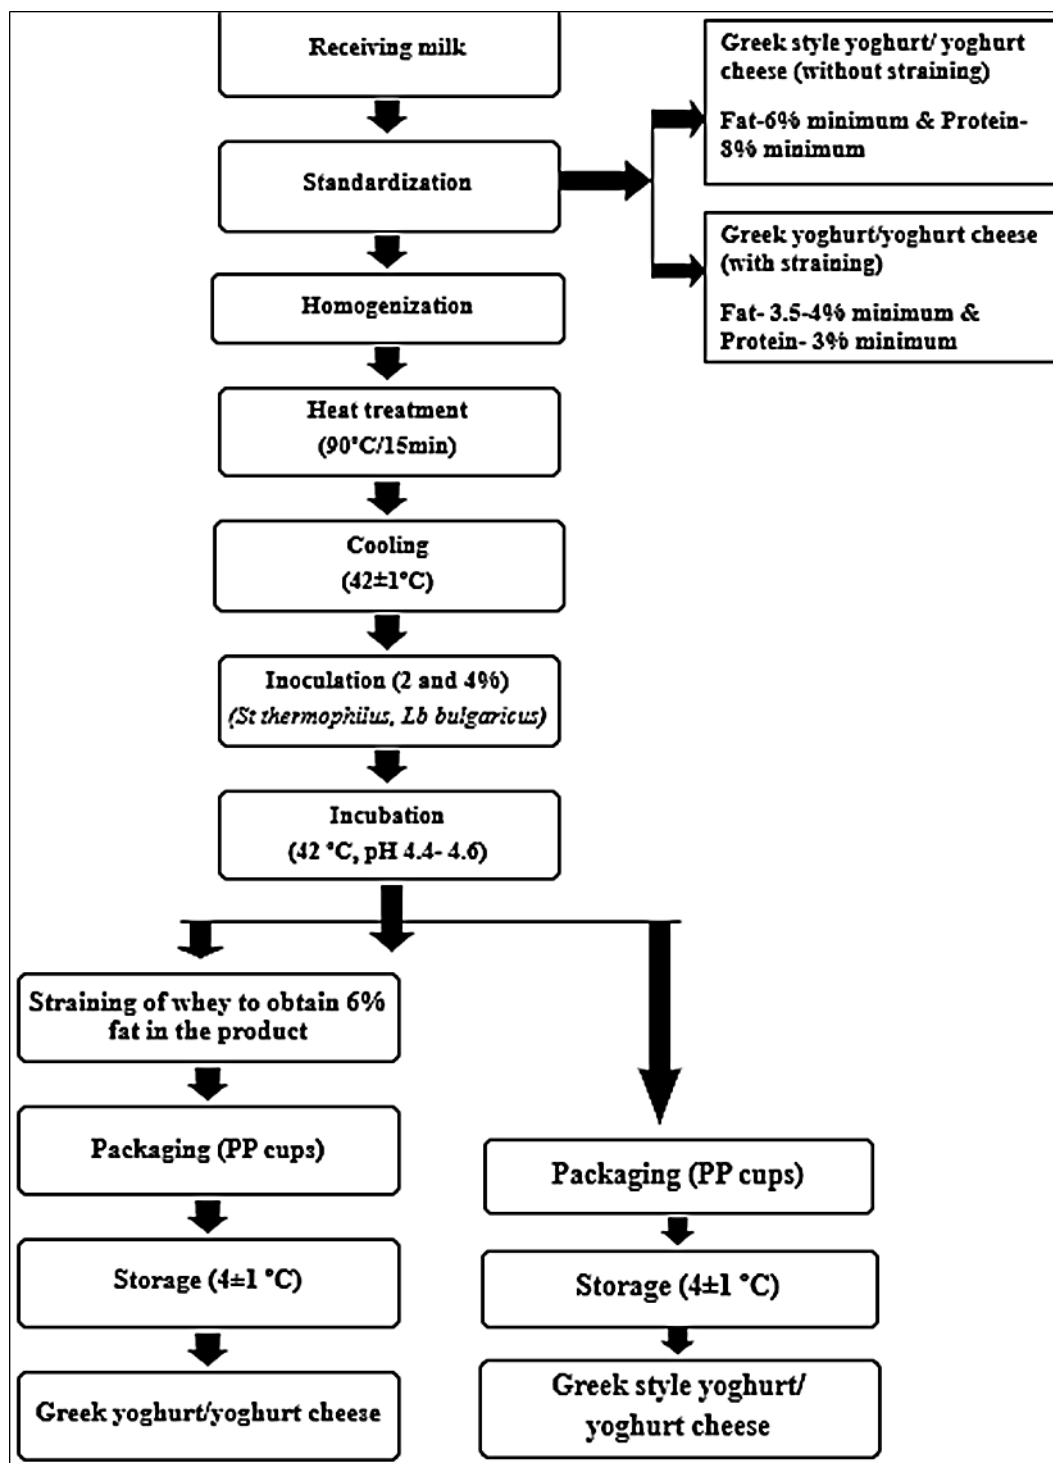 Receiving milk
Greek style yoghurt/ yoghurt
cheese (without straining)
Fat-6% minimum & Protein-
8% minimum
Standardization
Greek yoghurt/yoghurt cheese
(with straining)
Fat- 3.5-4% minimum &
Protein- 3% minimum
Homogenization
Heat treatment
(90°C/15min)
Cooling
(42±1°C)
Inoculation (2 and 4%)
(St thermophilus, Lb bulgaricus)
Incubation
(42 °C, pH 4.4- 4.6)
Straining of whey to obtain 6%
fat in the product
Packaging (PP cups)
Storage (4±1 °C)
Greek yoghurt/yoghurt cheese
Packaging (PP cups)
Storage (4±1 °C)
Greek style yoghurt/
yoghurt cheese